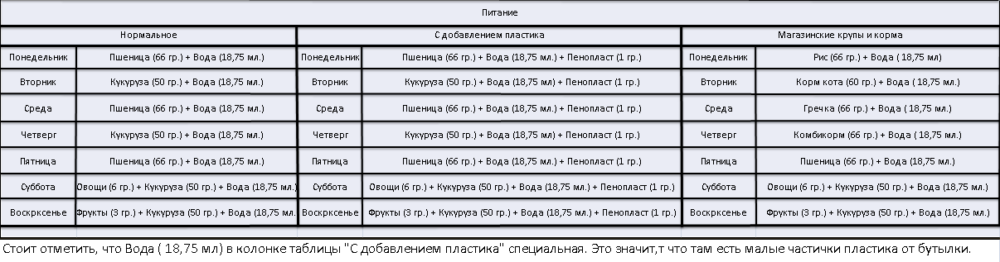 Питание
Нормальное С добавлением пластика Магазинские крупы и корма
Понедельник Пшеница (66 гр.) + Вода (18,75 мл.) Понедельник Пшеница (66 гр.) + Вода (18,75 мл.) + Пенопласт (1 гр.) Понедельник Рис (66 гр.) + Вода ( 18,75 мл)
Вторник Кукуруза (50 гр.) + Вода (18,75 мл.) Вторник Кукуруза (50 гр.) + Вода (18,75 мл) + Пенопласт (1 гр.) Вторник Корм кота (60 гр.) + Вода ( 18,75 мл.)
Среда Пшеница (66 гр.) + Вода (18,75 мл.) Среда Пшеница (66 гр.) + Вода (18,75 мл.) + Пенопласт (1 гр.) Среда Гречка (66 гр.) + Вода ( 18,75 мл.)
Четверг Кукуруза (50 гр.) + Вода (18,75 мл.) Четверг Кукуруза (50 гр.) + Вода (18,75 мл) + Пенопласт (1 гр.) Четверг Комбикорм (66 гр.) + Вода ( 18,75 мл.)
Пятница Пшеница (66 гр.) + Вода (18,75 мл.) Пятница Пшеница (66 гр.) + Вода (18,75 мл.) + Пенопласт (1 гр.) Пятница Пшеница (66 гр.) + Вода (18,75 мл.)
Суббота Овощи (6 гр.) + Кукуруза (50 гр.) + Вода (18,75 мл.) Суббота Овощи (6 гр.) + Кукуруза (50 гр.) + Вода (18,75 мл.) + Пенопласт (1 гр.) Суббота Овощи (6 гр.) + Кукуруза (50 гр.) + Вода (18,75 мл.)
Воскрксенье Фрукты (3 гр.) + Кукуруза (50 гр.) + Вода (18,75 мл. Воскрксенье Фрукты (3 гр.) + Кукуруза (50 гр.) + Вода (18,75 мл.) + Пенопласт (1 гр.) Воскрксенье Фрукты (3 гр.) + Кукуруза (50 гр.) + Вода (18,75 мл.)
Стоит отметить, что Вода ( 18,75 мл) в колонке таблицы "С добавлением пластика" специальная. Это значит,т что там есть малые частички пластика от бутылки.